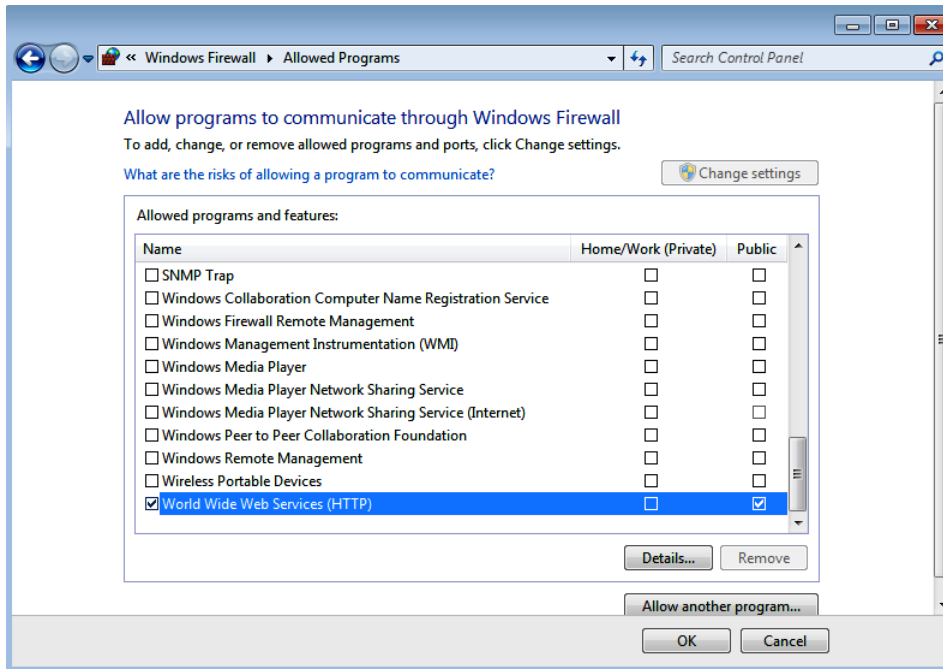 « Windows Firewall ▸ Allowed Programs Search Control Panel
Allow programs to communicate through Windows Firewall
To add, change, or remove allowed programs and ports, click Change settings.
What are the risks of allowing a program to communicate? Change settings
Allowed programs and features:
Name Home/Work (Private) Public
SNMP Trap
Windows Collaboration Computer Name Registration Service
Windows Firewall Remote Management
Windows Management Instrumentation (WMI)
Windows Media Player
Windows Media Player Network Sharing Service
Windows Media Player Network Sharing Service (Internet)
Windows Peer to Peer Collaboration Foundation
Windows Remote Management
Wireless Portable Devices
World Wide Web Services (HTTP)
Details... Remove
Allow another program...
OK Cancel